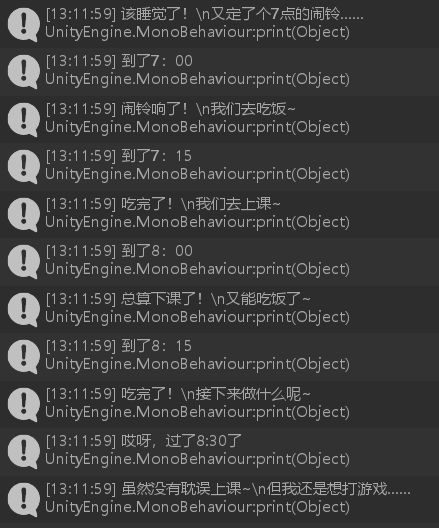 [13:11:59] 该睡觉了！\n又定了个7点的闹铃......
UnityEngine.MonoBehaviour:print(Object)
[13:11:59] 到了7：00
UnityEngine.MonoBehaviour:print(Object)
[13:11:59] 闹铃响了！\n我们去吃饭~
UnityEngine.MonoBehaviour:print(Object)
[13:11:59] 到了7：15
UnityEngine.MonoBehaviour:print(Object)
[13:11:59] 吃完了！\n我们去上课~
UnityEngine.MonoBehaviour:print(Object)
[13:11:59] 到了8：00
UnityEngine.MonoBehaviour:print(Object)
[13:11:59] 总算下课了！\n又能吃饭了~
UnityEngine.MonoBehaviour:print(Object)
[13:11:59] 到了8：15
UnityEngine.MonoBehaviour:print(Object)
[13:11:59] 吃完了！\n接下来做什么呢~
UnityEngine.MonoBehaviour:print(Object)
[13:11:59] 哎呀，过了8:30了
UnityEngine.MonoBehaviour:print(Object)
[13:11:59] 虽然没有耽误上课~\n但我还是想打游戏......
UnityEngine.MonoBehaviour:print(Object)